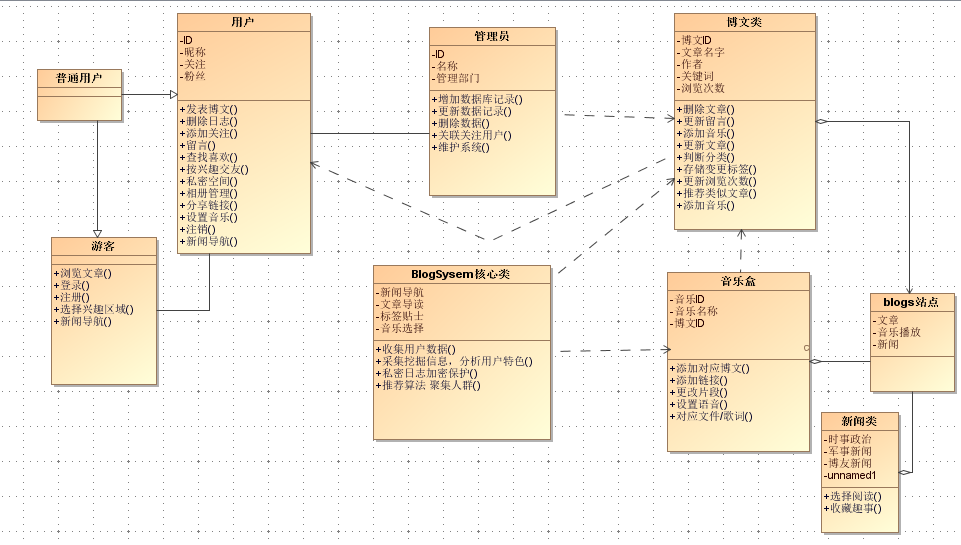 普通用户
用户
-ID
-昵称
-关注
-粉丝
+发表博文()
+删除日志()
+添加关注()
+留言()
+查找喜欢()
+按兴趣交友()
+私密空间()
+相册管理()
+分享链接()
+设置音乐()
+注销()
+新闻导航()
管理员
-ID
-名称
-管理部门
+增加数据库记录()
+更新数据记录()
+删除数据()
+关联关注用户()
+维护系统()
博文类
-博文ID
-文章名字
-作者
-关键词
-浏览次数
+删除文章()
+更新留言()
+添加音乐()
+更新文章()
+判断分类()
+存储变更标签()
+更新浏览次数()
+推荐类似文章()
+添加音乐()
游客
+浏览文章()
+登录()
+注册()
+选择兴趣区域()
+新闻导航()
BlogSysem核心类
-新闻导航
-文章导读
-标签贴士
-音乐选择
+收集用户数据()
+采集挖掘信息，分析用户特色()
+私密日志加密保护()
+推荐算法 聚集人群()
音乐盒
-音乐ID
-音乐名称
-博文ID
C
+添加对应博文()
+添加链接()
+更改片段()
+设置语音()
+对应文件/歌词()
blogs站点
-文章
-音乐播放
-新闻
新闻类
-时事政治
-军事新闻
-博友新闻
-unnamed1
+选择阅读()
+收藏趣事()